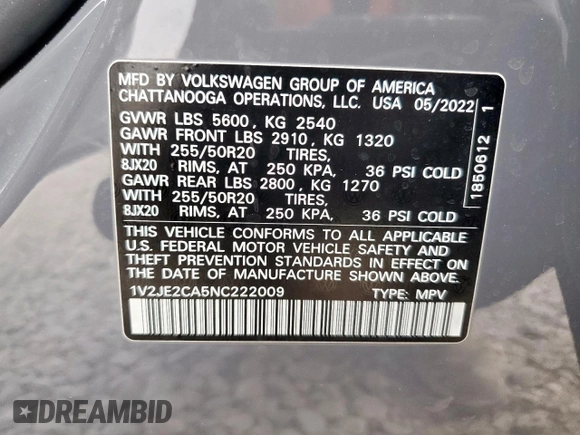 MFD BY VOLKSWAGEN GROUP OF AMERICA
CHATTANOOGA OPERATIONS, LLC. USA 05/2022
GVWR LBS 5600, KG 2540
GAWR FRONT LBS 2910, KG 1320
WITH 255/50R20 TIRES,
8JX20 RIMS, AT 250 KPA, 36 PSI COLD
GAWR REAR LBS 2800, KG 1270
WITH 255/50R20 TIRES,
8JX20 RIMS, AT 250 KPA, 36 PSI COLD
THIS VEHICLE CONFORMS TO ALL APPLICABLE
U.S. FEDERAL MOTOR VEHICLE SAFETY AND
THEFT PREVENTION STANDARDS IN EFFECT ON
THE DATE OF MANUFACTURE SHOWN ABOVE.
1V2JE2CA5NC222009 TYPE: MPV
1850612 1
DREAMBID